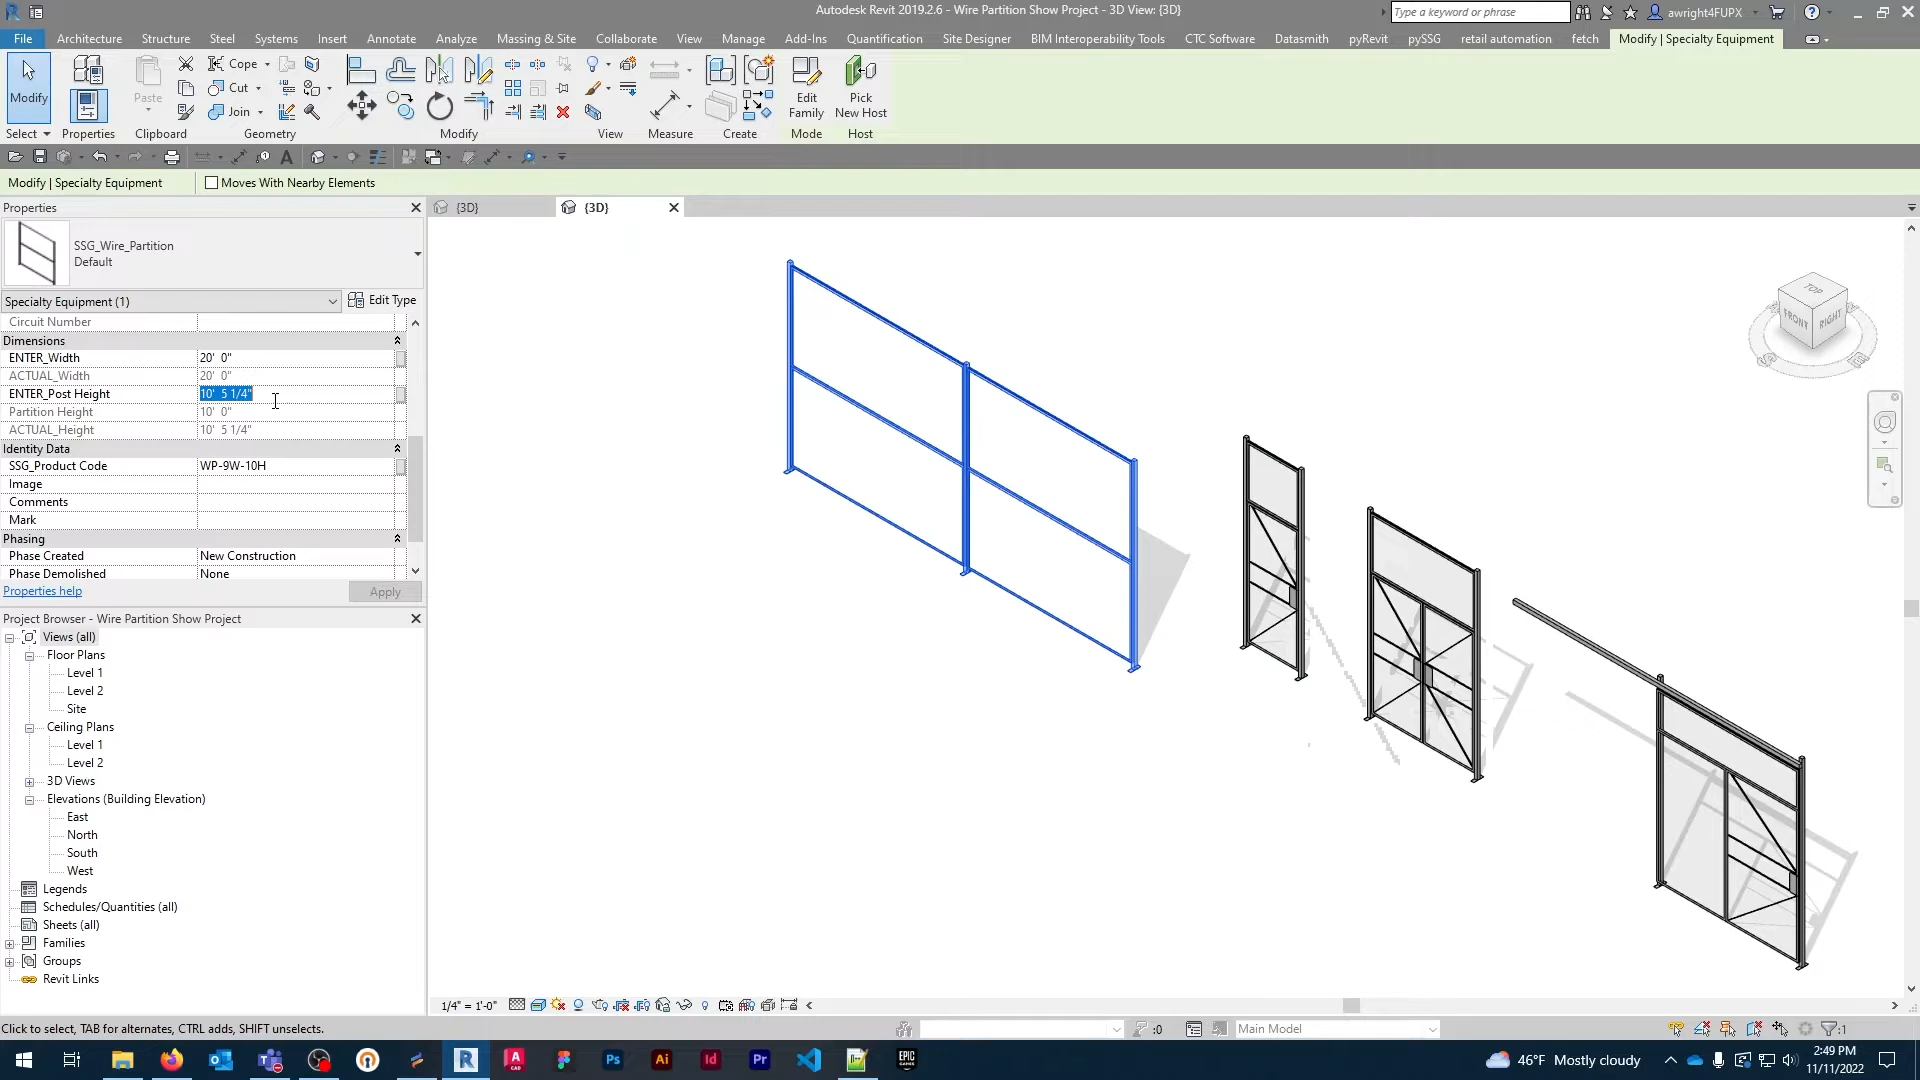 Autodesk Revit 2019.2.6 - Wire Partition Show Project - 3D View: {3D}
Type a keyword or phrase
awright4FUPX
File Architecture Structure Steel Systems Insert Annotate Analyze Massing & Site Collaborate View Manage Add-Ins Quantification Site Designer BIM Interoperability Tools CTC Software Datasmith pyRevit pySSG retail automation fetch Modify | Specialty Equipment
Modify
Paste
Cope
Cut
Join
Edit Family
Pick New Host
Select Properties Clipboard Geometry Modify View Measure Create Mode Host
Modify | Specialty Equipment Moves With Nearby Elements
Properties
{3D} {3D}
SSG_Wire_Partition
Default
Specialty Equipment (1) Edit Type
Circuit Number
Dimensions
ENTER_Width 20' 0"
ACTUAL_Width 20' 0"
ENTER_Post Height 10' 5 1/4"
Partition Height 10' 0"
ACTUAL_Height 10' 5 1/4"
Identity Data
SSG_Product Code WP-9W-10H
Image
Comments
Mark
Phasing
Phase Created New Construction
Phase Demolished None
Properties help Apply
Project Browser - Wire Partition Show Project
Views (all)
Floor Plans
Level 1
Level 2
Site
Ceiling Plans
Level 1
Level 2
3D Views
Elevations (Building Elevation)
East
North
South
West
Legends
Schedules/Quantities (all)
Sheets (all)
Families
Groups
Revit Links
TOP
FRONT RIGHT
S E
1/4" = 1'-0"
Click to select, TAB for alternates, CTRL adds, SHIFT unselects.
:0 Main Model :1
46°F Mostly cloudy
2:49 PM
11/11/2022
Ps Ai Id Pr
EPIC GAMES